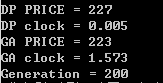 DP PRICE = 227
DP clock = 0.005
GA PRICE = 223
GA clock = 1.573
Generation = 200